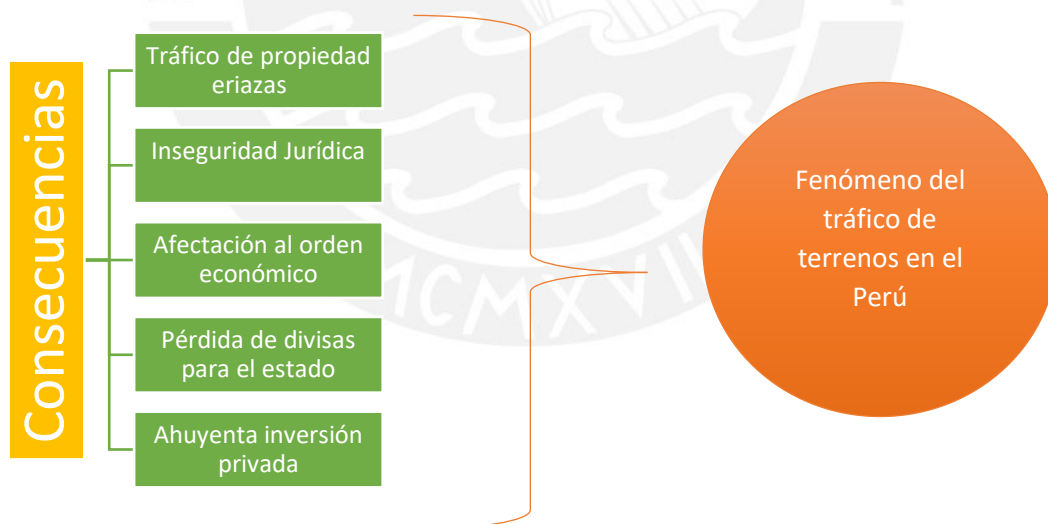 Consecuencias
Tráfico de propiedad
eriazas
Inseguridad Jurídica
Afectación al orden
económico
Pérdida de divisas
para el estado
Ahuyenta inversión
privada
Fenómeno del
tráfico de
terrenos en el
Perú
MCMXVII